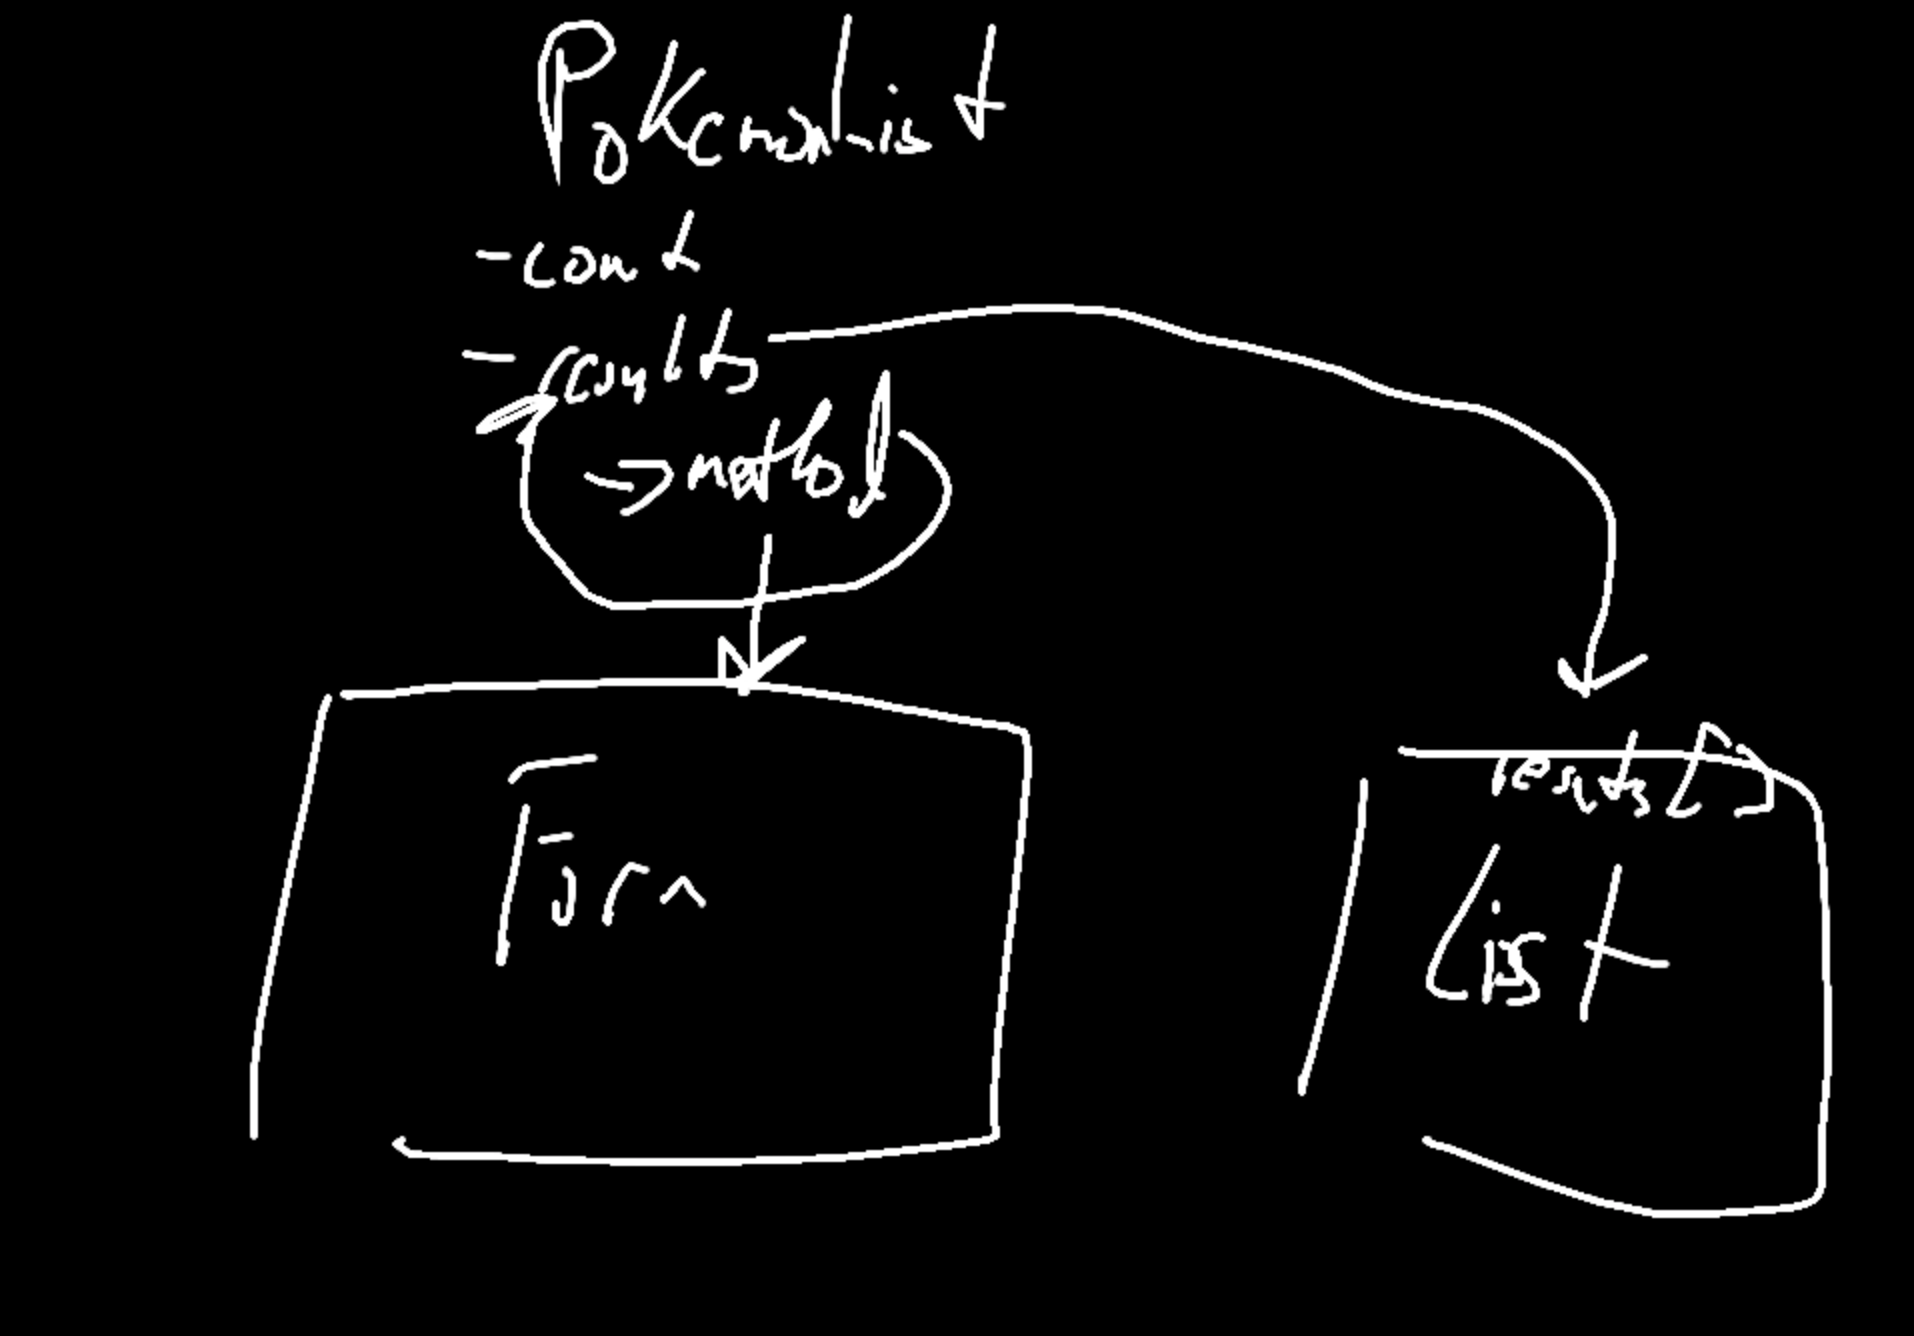 PokemonList
- count
- results
-> method
Form
results[]
List